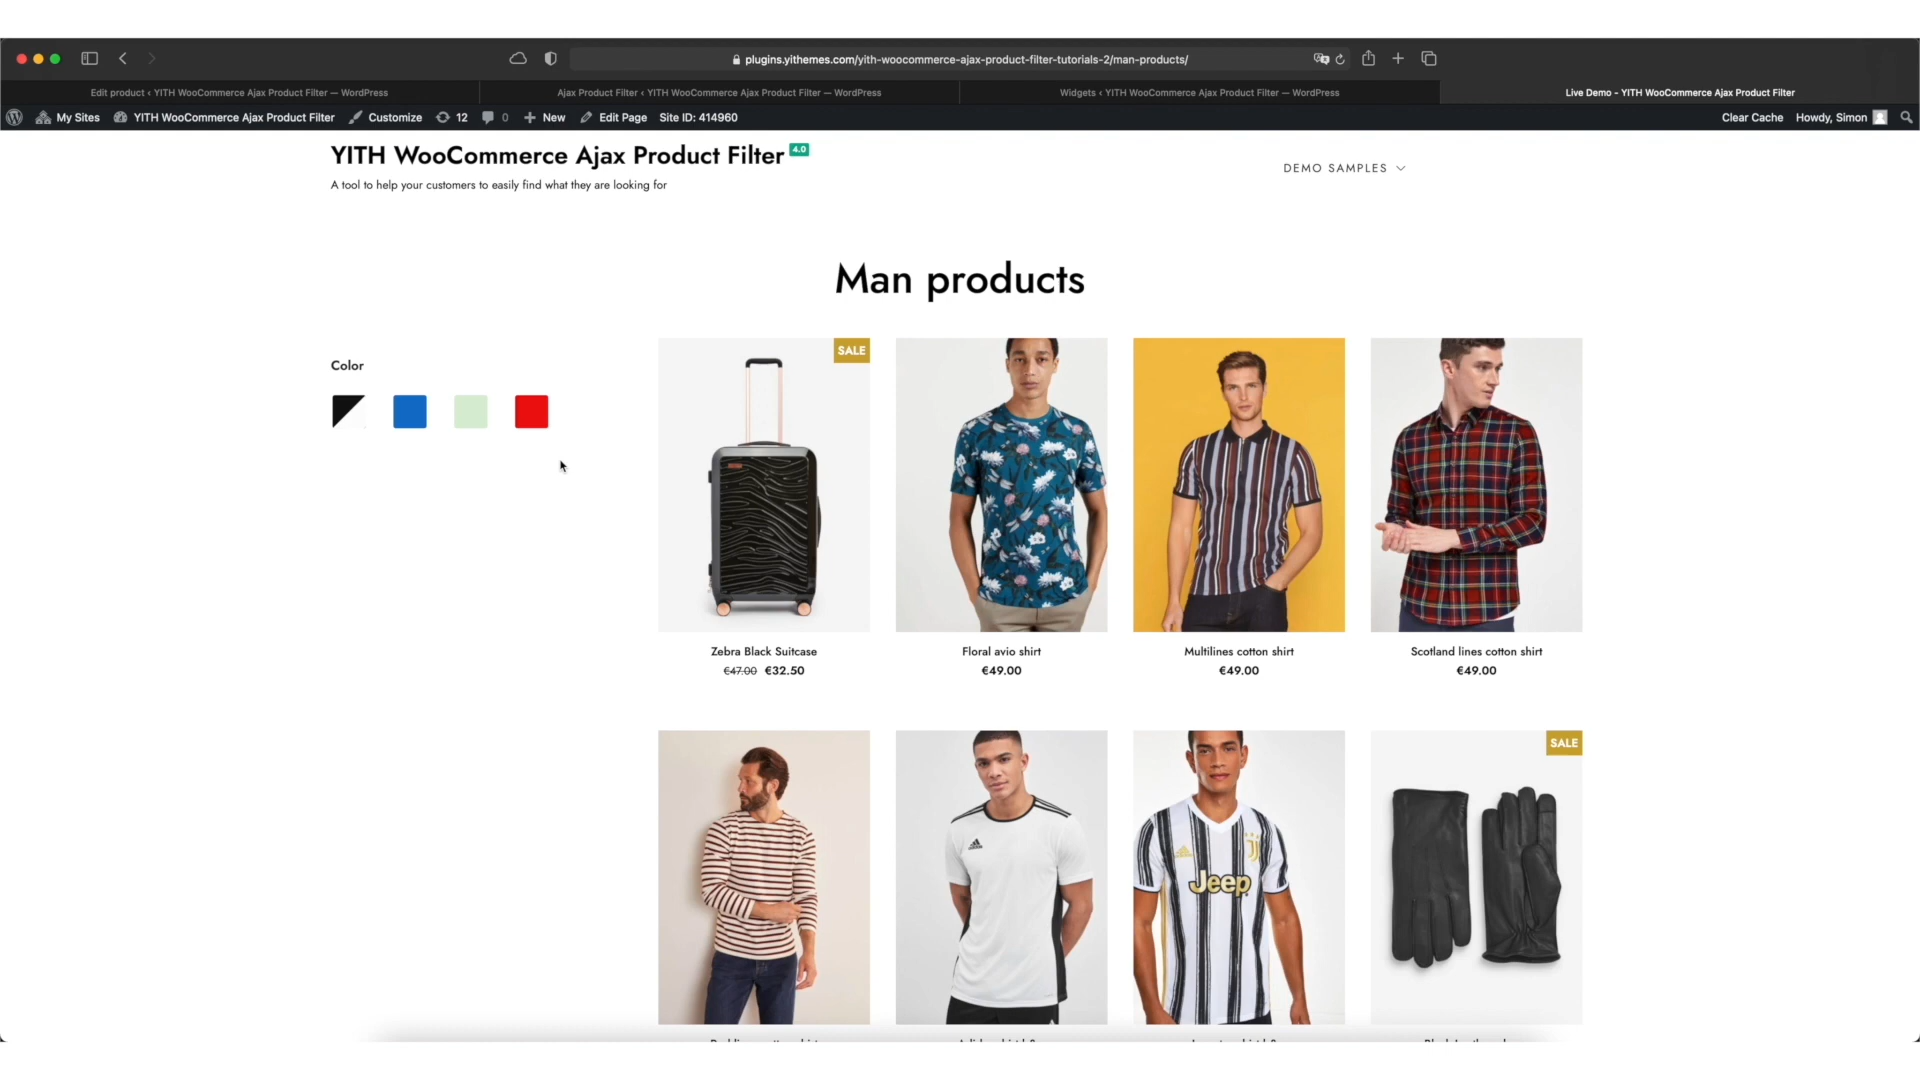 plugins.yithemes.com/yith-woocommerce-ajax-product-filter-tutorials-2/man-products/
Edit product ‹ YITH WooCommerce Ajax Product Filter — WordPress
Ajax Product Filter ‹ YITH WooCommerce Ajax Product Filter — WordPress
Widgets ‹ YITH WooCommerce Ajax Product Filter — WordPress
Live Demo - YITH WooCommerce Ajax Product Filter
My Sites YITH WooCommerce Ajax Product Filter Customize 12 0 New Edit Page Site ID: 414960 Clear Cache Howdy, Simon
YITH WooCommerce Ajax Product Filter 4.0
A tool to help your customers to easily find what they are looking for
DEMO SAMPLES
Man products
Color
SALE
Zebra Black Suitcase
€47.00 €32.50
Floral avio shirt
€49.00
Multilines cotton shirt
€49.00
Scotland lines cotton shirt
€49.00
Jeep
SALE